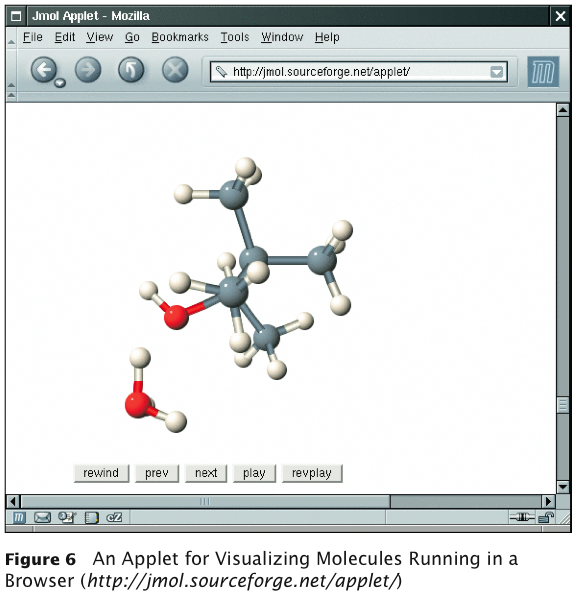 Jmol Applet - Mozilla
File Edit View Go Bookmarks Tools Window Help
http://jmol.sourceforge.net/applet/
rewind prev next play revplay
Figure 6 An Applet for Visualizing Molecules Running in a
Browser (http://jmol.sourceforge.net/applet/)